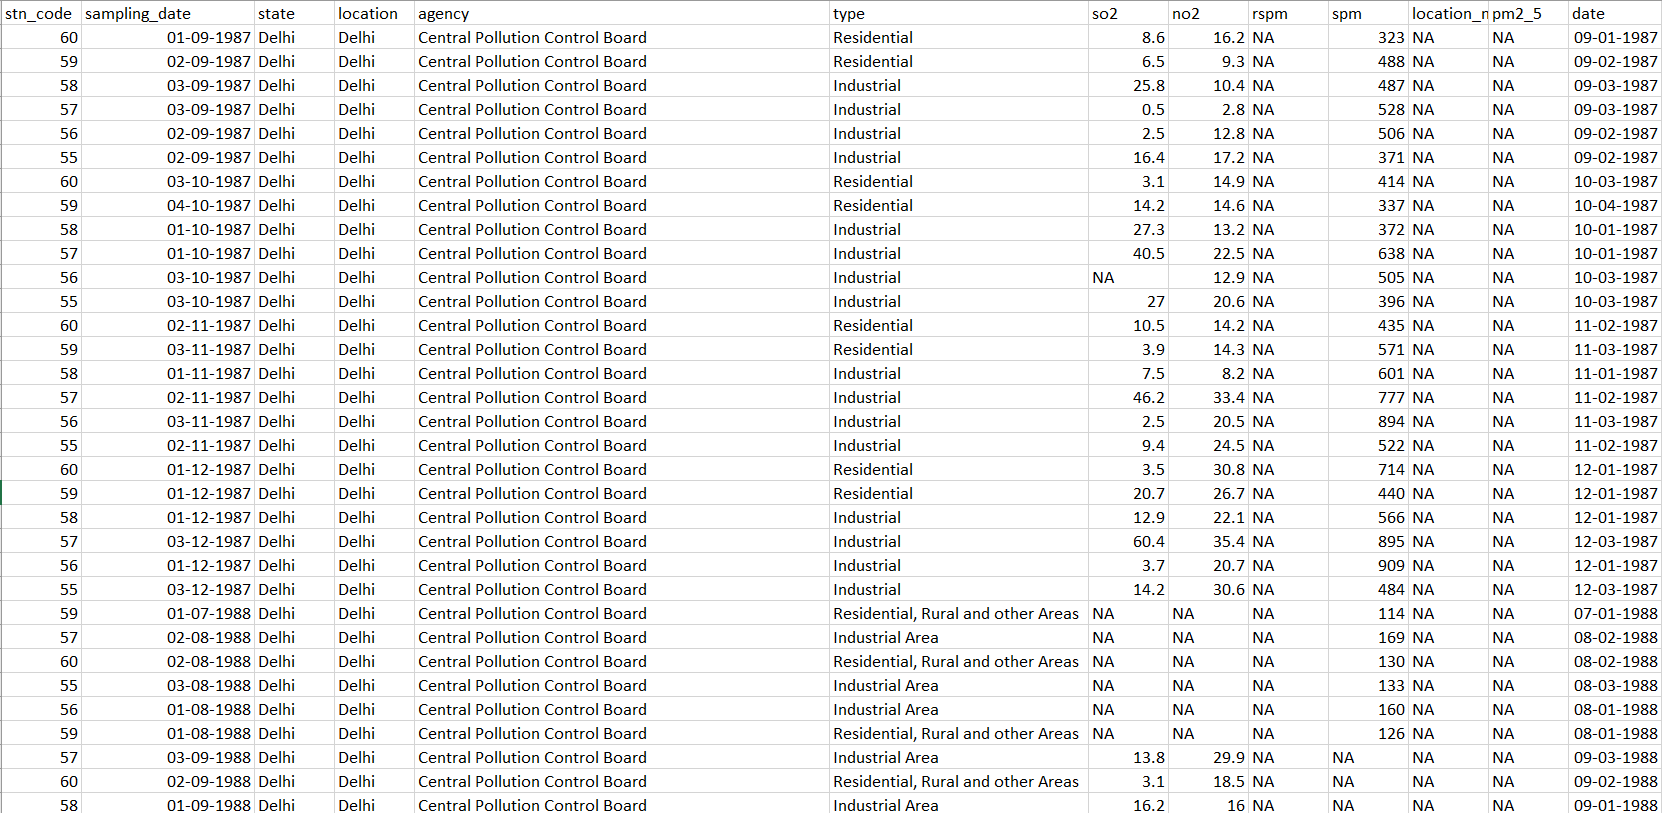 stn_code sampling_date state location agency type so2 no2 rspm spm location_m pm2_5 date
60 01-09-1987 Delhi Delhi Central Pollution Control Board Residential 8.6 16.2 NA 323 NA NA 09-01-1987
59 02-09-1987 Delhi Delhi Central Pollution Control Board Residential 6.5 9.3 NA 488 NA NA 09-02-1987
58 03-09-1987 Delhi Delhi Central Pollution Control Board Industrial 25.8 10.4 NA 487 NA NA 09-03-1987
57 03-09-1987 Delhi Delhi Central Pollution Control Board Industrial 0.5 2.8 NA 528 NA NA 09-03-1987
56 02-09-1987 Delhi Delhi Central Pollution Control Board Industrial 2.5 12.8 NA 506 NA NA 09-02-1987
55 02-09-1987 Delhi Delhi Central Pollution Control Board Industrial 16.4 17.2 NA 371 NA NA 09-02-1987
60 03-10-1987 Delhi Delhi Central Pollution Control Board Residential 3.1 14.9 NA 414 NA NA 10-03-1987
59 04-10-1987 Delhi Delhi Central Pollution Control Board Residential 14.2 14.6 NA 337 NA NA 10-04-1987
58 01-10-1987 Delhi Delhi Central Pollution Control Board Industrial 27.3 13.2 NA 372 NA NA 10-01-1987
57 01-10-1987 Delhi Delhi Central Pollution Control Board Industrial 40.5 22.5 NA 638 NA NA 10-01-1987
56 03-10-1987 Delhi Delhi Central Pollution Control Board Industrial NA 12.9 NA 505 NA NA 10-03-1987
55 03-10-1987 Delhi Delhi Central Pollution Control Board Industrial 27 20.6 NA 396 NA NA 10-03-1987
60 02-11-1987 Delhi Delhi Central Pollution Control Board Residential 10.5 14.2 NA 435 NA NA 11-02-1987
59 03-11-1987 Delhi Delhi Central Pollution Control Board Residential 3.9 14.3 NA 571 NA NA 11-03-1987
58 01-11-1987 Delhi Delhi Central Pollution Control Board Industrial 7.5 8.2 NA 601 NA NA 11-01-1987
57 02-11-1987 Delhi Delhi Central Pollution Control Board Industrial 46.2 33.4 NA 777 NA NA 11-02-1987
56 03-11-1987 Delhi Delhi Central Pollution Control Board Industrial 2.5 20.5 NA 894 NA NA 11-03-1987
55 02-11-1987 Delhi Delhi Central Pollution Control Board Industrial 9.4 24.5 NA 522 NA NA 11-02-1987
60 01-12-1987 Delhi Delhi Central Pollution Control Board Residential 3.5 30.8 NA 714 NA NA 12-01-1987
59 01-12-1987 Delhi Delhi Central Pollution Control Board Residential 20.7 26.7 NA 440 NA NA 12-01-1987
58 01-12-1987 Delhi Delhi Central Pollution Control Board Industrial 12.9 22.1 NA 566 NA NA 12-01-1987
57 03-12-1987 Delhi Delhi Central Pollution Control Board Industrial 60.4 35.4 NA 895 NA NA 12-03-1987
56 01-12-1987 Delhi Delhi Central Pollution Control Board Industrial 3.7 20.7 NA 909 NA NA 12-01-1987
55 03-12-1987 Delhi Delhi Central Pollution Control Board Industrial 14.2 30.6 NA 484 NA NA 12-03-1987
59 01-07-1988 Delhi Delhi Central Pollution Control Board Residential, Rural and other Areas NA NA NA 114 NA NA 07-01-1988
57 02-08-1988 Delhi Delhi Central Pollution Control Board Industrial Area NA NA NA 169 NA NA 08-02-1988
60 02-08-1988 Delhi Delhi Central Pollution Control Board Residential, Rural and other Areas NA NA NA 130 NA NA 08-02-1988
55 03-08-1988 Delhi Delhi Central Pollution Control Board Industrial Area NA NA NA 133 NA NA 08-03-1988
56 01-08-1988 Delhi Delhi Central Pollution Control Board Industrial Area NA NA NA 160 NA NA 08-01-1988
59 01-08-1988 Delhi Delhi Central Pollution Control Board Residential, Rural and other Areas NA NA NA 126 NA NA 08-01-1988
57 03-09-1988 Delhi Delhi Central Pollution Control Board Industrial Area 13.8 29.9 NA NA NA NA 09-03-1988
60 02-09-1988 Delhi Delhi Central Pollution Control Board Residential, Rural and other Areas 3.1 18.5 NA NA NA NA 09-02-1988
58 01-09-1988 Delhi Delhi Central Pollution Control Board Industrial Area 16.2 16 NA NA NA NA 09-01-1988